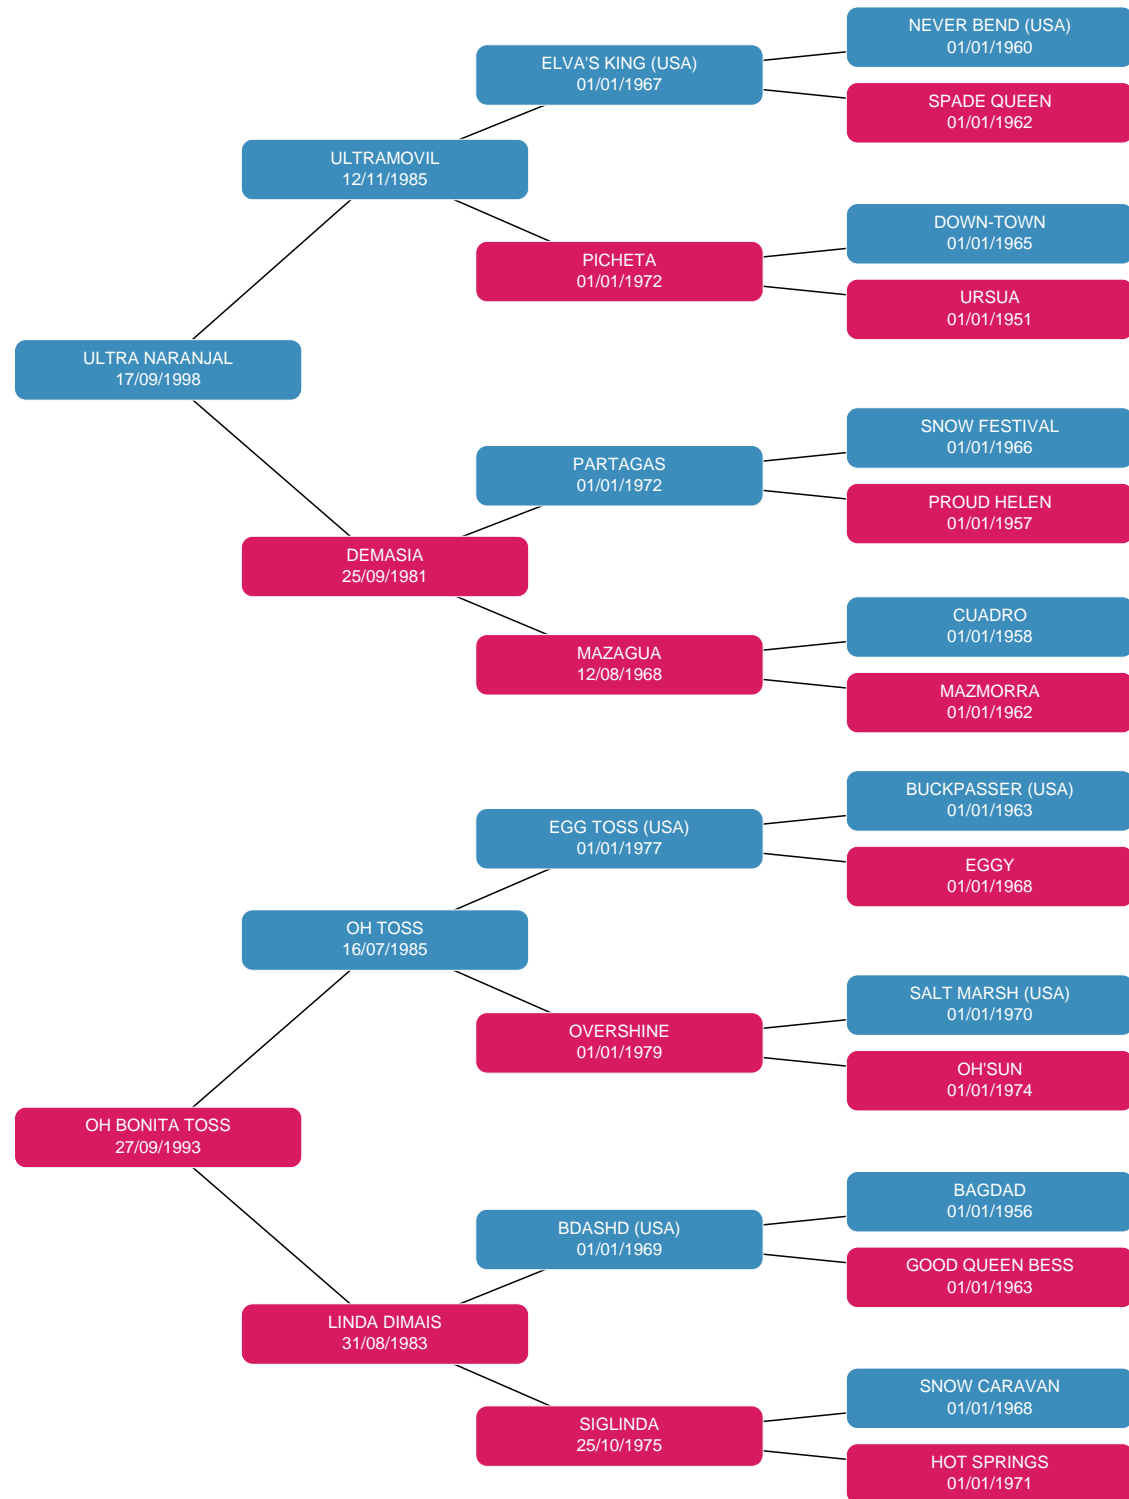 NEVER BEND (USA)
01/01/1960
ELVA'S KING (USA)
01/01/1967
SPADE QUEEN
01/01/1962
ULTRAMOVIL
12/11/1985
DOWN-TOWN
01/01/1965
PICHETA
01/01/1972
URSUA
01/01/1951
ULTRA NARANJAL
17/09/1998
SNOW FESTIVAL
01/01/1966
PARTAGAS
01/01/1972
PROUD HELEN
01/01/1957
DEMASIA
25/09/1981
CUADRO
01/01/1958
MAZAGUA
12/08/1968
MAZMORRA
01/01/1962
BUCKPASSER (USA)
01/01/1963
EGG TOSS (USA)
01/01/1977
EGGY
01/01/1968
OH TOSS
16/07/1985
SALT MARSH (USA)
01/01/1970
OVERSHINE
01/01/1979
OH'SUN
01/01/1974
OH BONITA TOSS
27/09/1993
BAGDAD
01/01/1956
BDASHD (USA)
01/01/1969
GOOD QUEEN BESS
01/01/1963
LINDA DIMAIS
31/08/1983
SNOW CARAVAN
01/01/1968
SIGLINDA
25/10/1975
HOT SPRINGS
01/01/1971